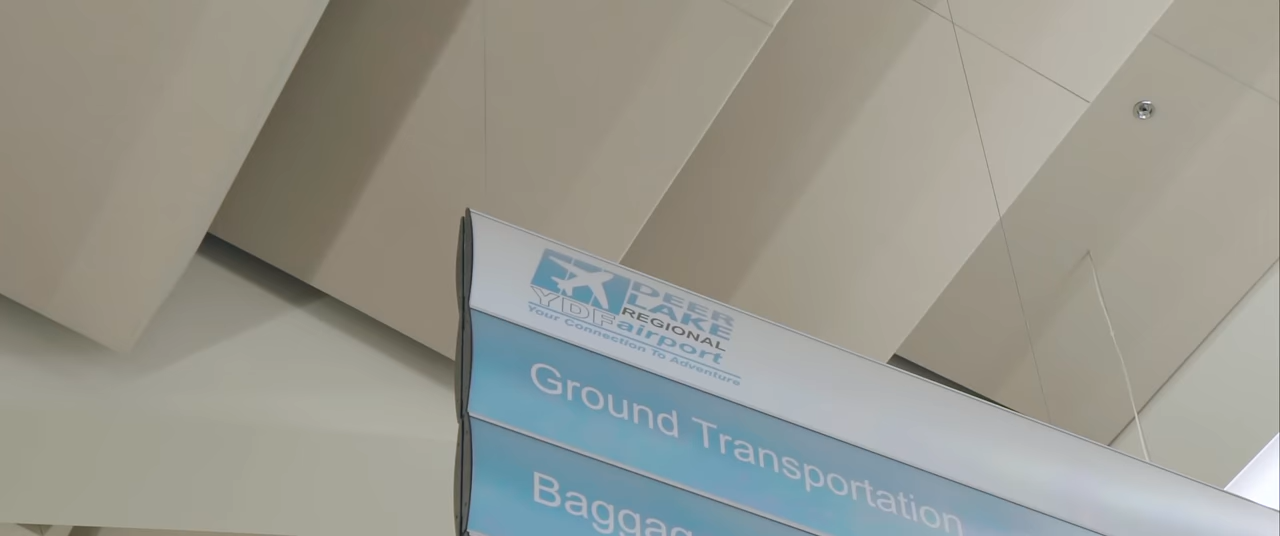 DEER
LAKE
REGIONAL
YDF airport
Your Connection To Adventure
Ground Transportation
Baggag